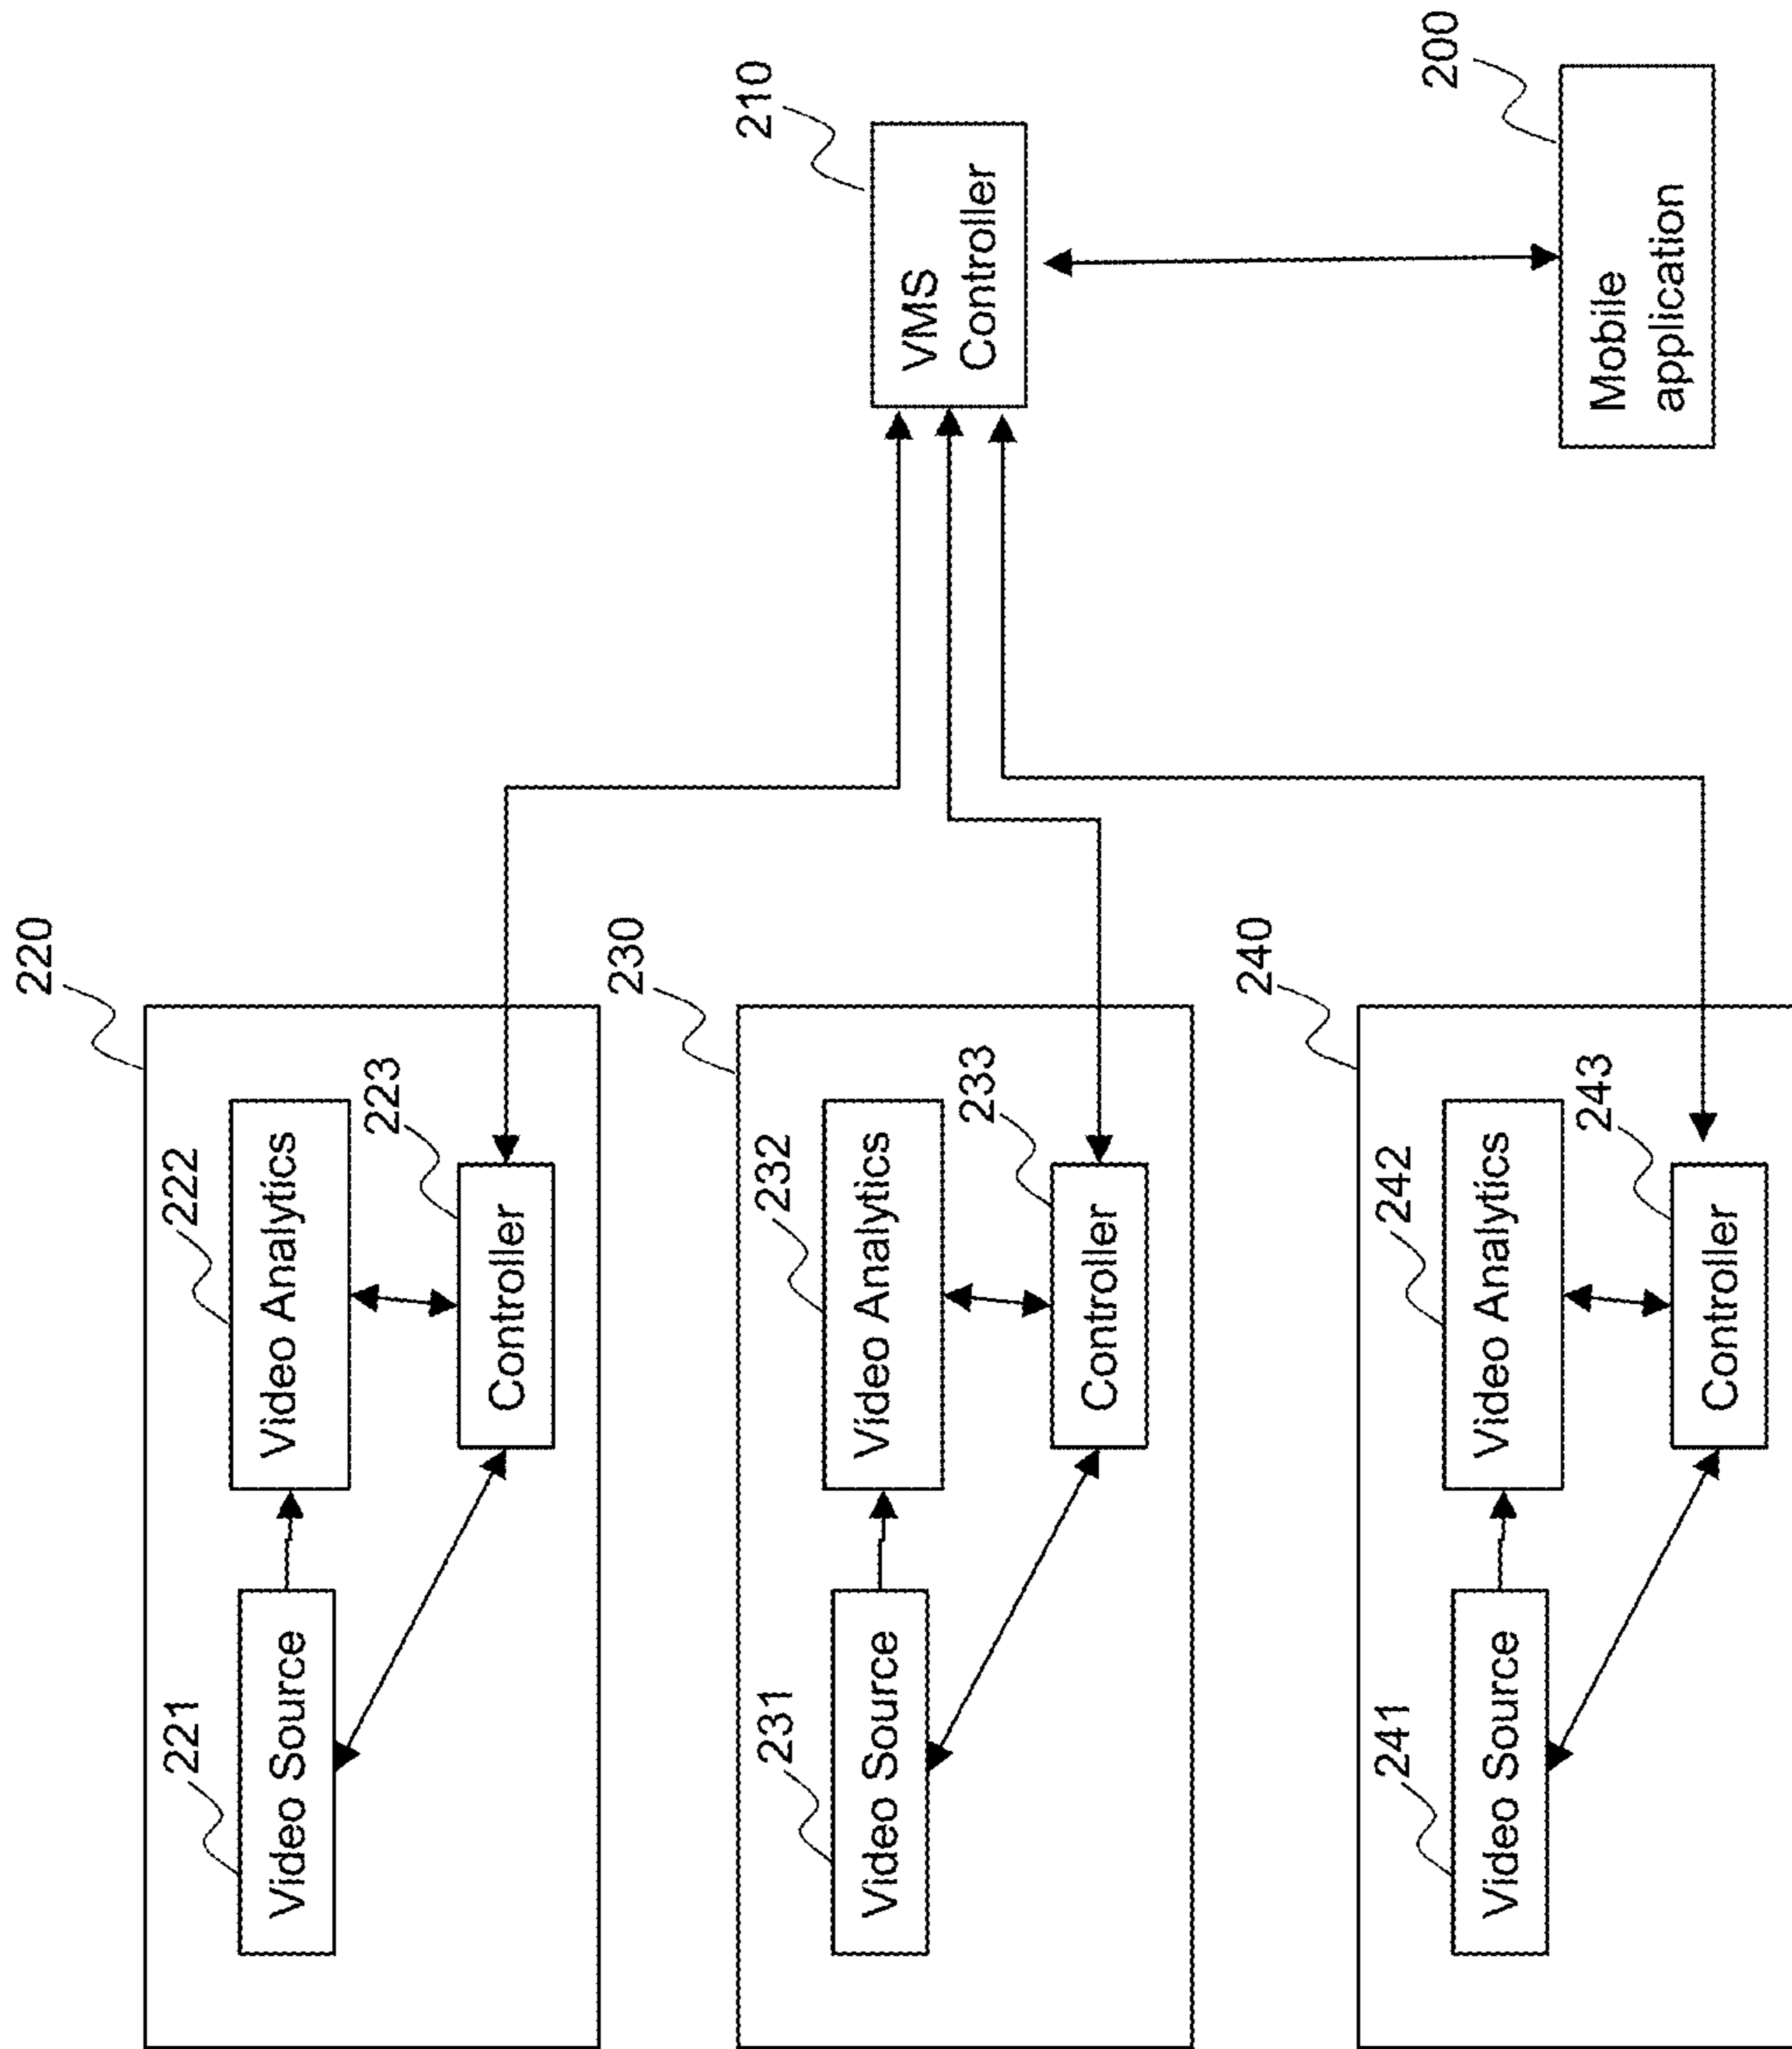 220
221
Video Source
222
Video Analytics
223
Controller
230
231
Video Source
232
Video Analytics
233
Controller
240
241
Video Source
242
Video Analytics
243
Controller
210
VMS
Controller
200
Mobile
application